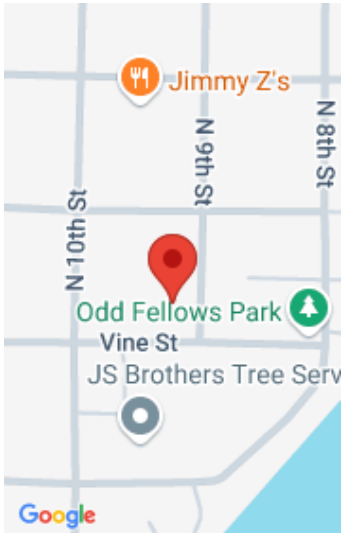 Jimmy Z's
N 9th St
N 8th St
N 10th St
Odd Fellows Park
Vine St
JS Brothers Tree Serv
Google